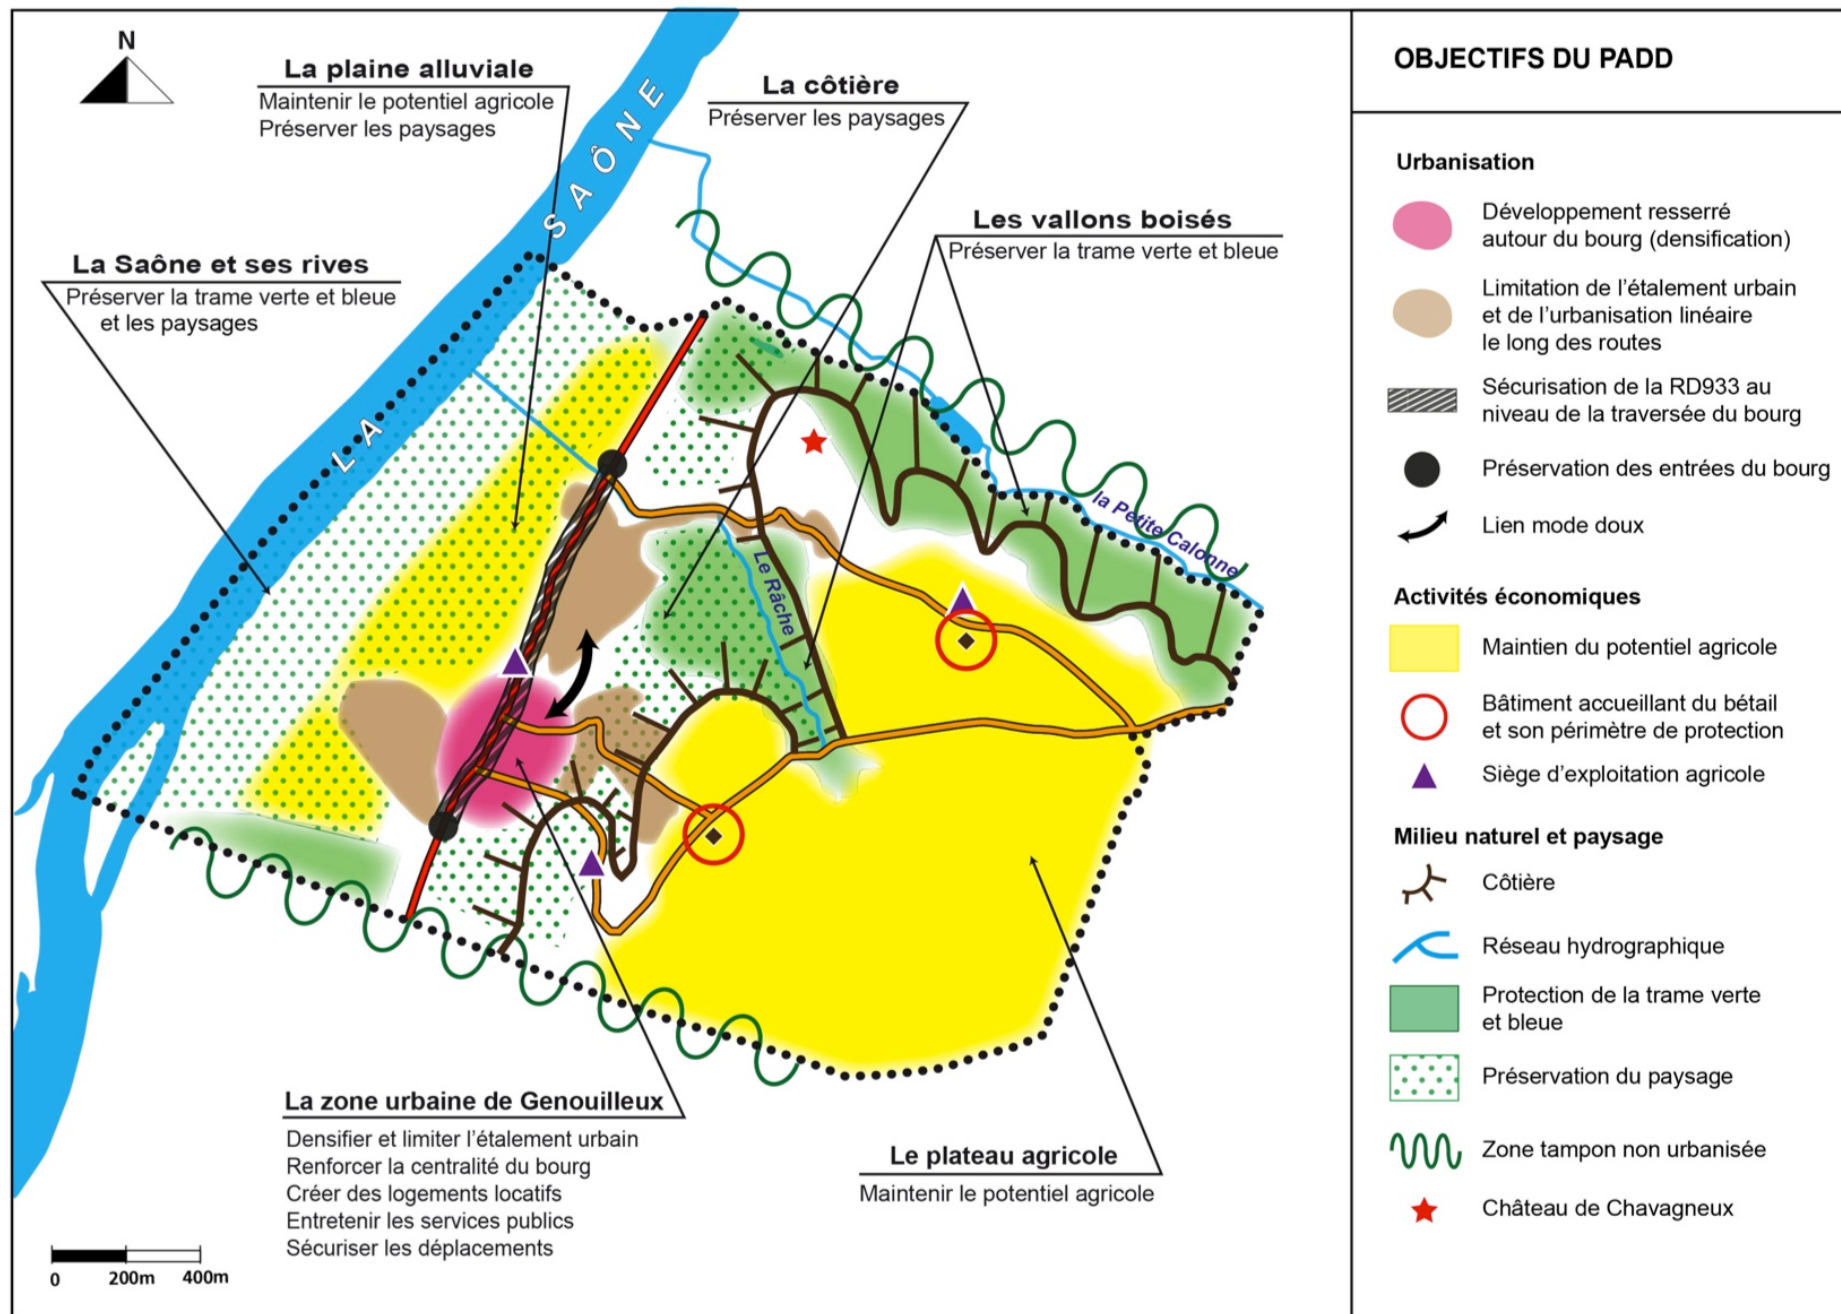 N
La plaine alluviale
Maintenir le potentiel agricole
Préserver les paysages
La côtière
Préserver les paysages
Les vallons boisés
Préserver la trame verte et bleue
La Saône et ses rives
Préserver la trame verte et bleue
et les paysages
LA SAÔNE
la Petite Calonne
Le Râche
La zone urbaine de Genouilleux
Densifier et limiter l'étalement urbain
Renforcer la centralité du bourg
Créer des logements locatifs
Entretenir les services publics
Sécuriser les déplacements
Le plateau agricole
Maintenir le potentiel agricole
0 200m 400m
OBJECTIFS DU PADD
Urbanisation
Développement resserré
autour du bourg (densification)
Limitation de l'étalement urbain
et de l'urbanisation linéaire
le long des routes
Sécurisation de la RD933 au
niveau de la traversée du bourg
Préservation des entrées du bourg
Lien mode doux
Activités économiques
Maintien du potentiel agricole
Bâtiment accueillant du bétail
et son périmètre de protection
Siège d'exploitation agricole
Milieu naturel et paysage
Côtière
Réseau hydrographique
Protection de la trame verte
et bleue
Préservation du paysage
Zone tampon non urbanisée
Château de Chavagneux